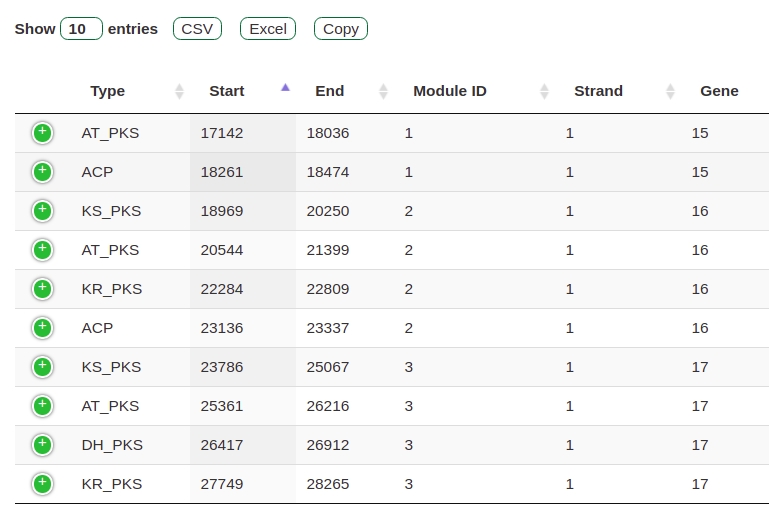 Show 10 entries CSV Excel Copy
Type Start End Module ID Strand Gene
+ AT_PKS 17142 18036 1 1 15
+ ACP 18261 18474 1 1 15
+ KS_PKS 18969 20250 2 1 16
+ AT_PKS 20544 21399 2 1 16
+ KR_PKS 22284 22809 2 1 16
+ ACP 23136 23337 2 1 16
+ KS_PKS 23786 25067 3 1 17
+ AT_PKS 25361 26216 3 1 17
+ DH_PKS 26417 26912 3 1 17
+ KR_PKS 27749 28265 3 1 17